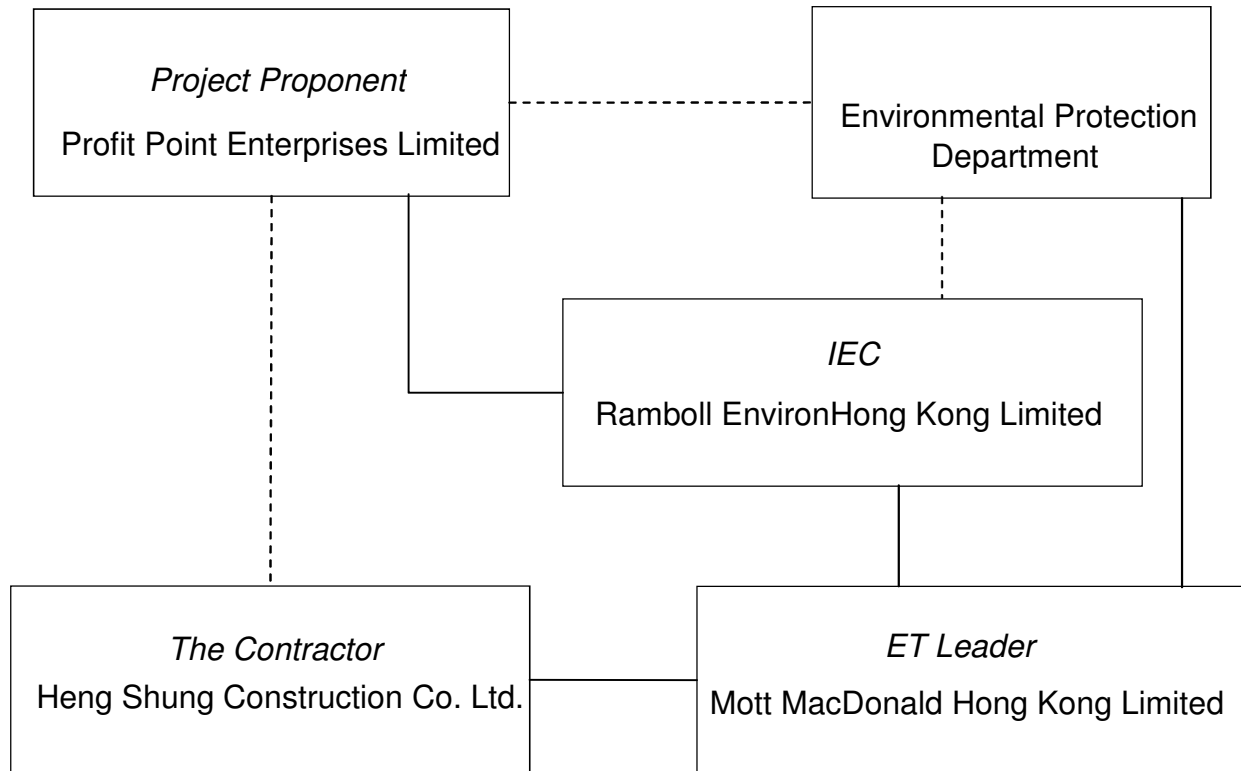 Project Proponent
Profit Point Enterprises Limited
Environmental Protection
Department
IEC
Ramboll EnvironHong Kong Limited
The Contractor
Heng Shung Construction Co. Ltd.
ET Leader
Mott MacDonald Hong Kong Limited